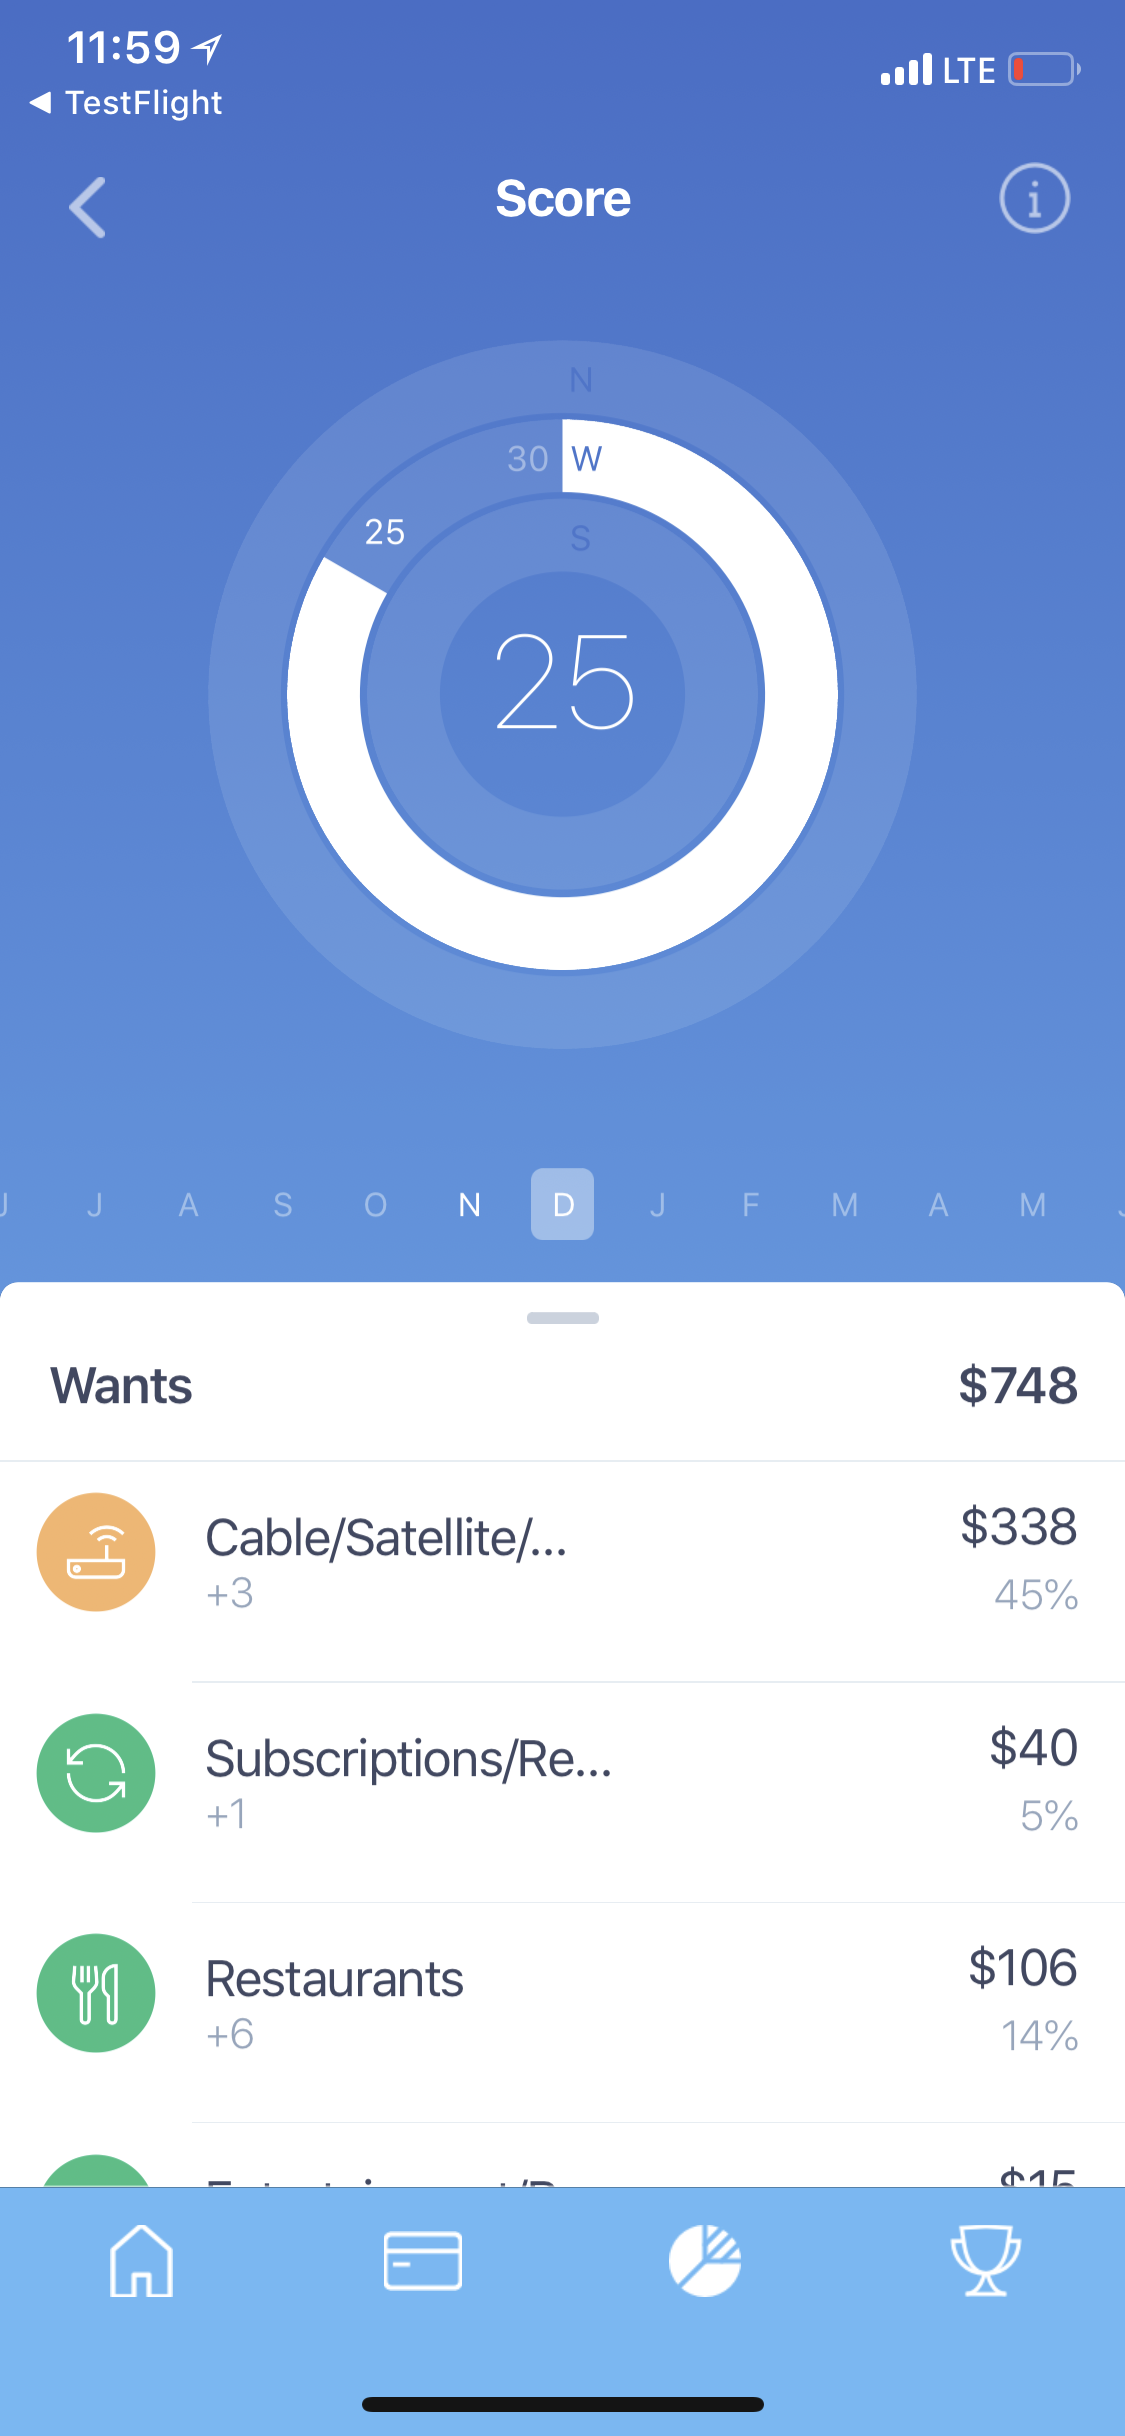 11:59
LTE
TestFlight
Score
N
30 W
25
S
25
J A S O N D J F M A M
Wants $748
Cable/Satellite/... $338
+3 45%
Subscriptions/Re... $40
+1 5%
Restaurants $106
+6 14%
$15